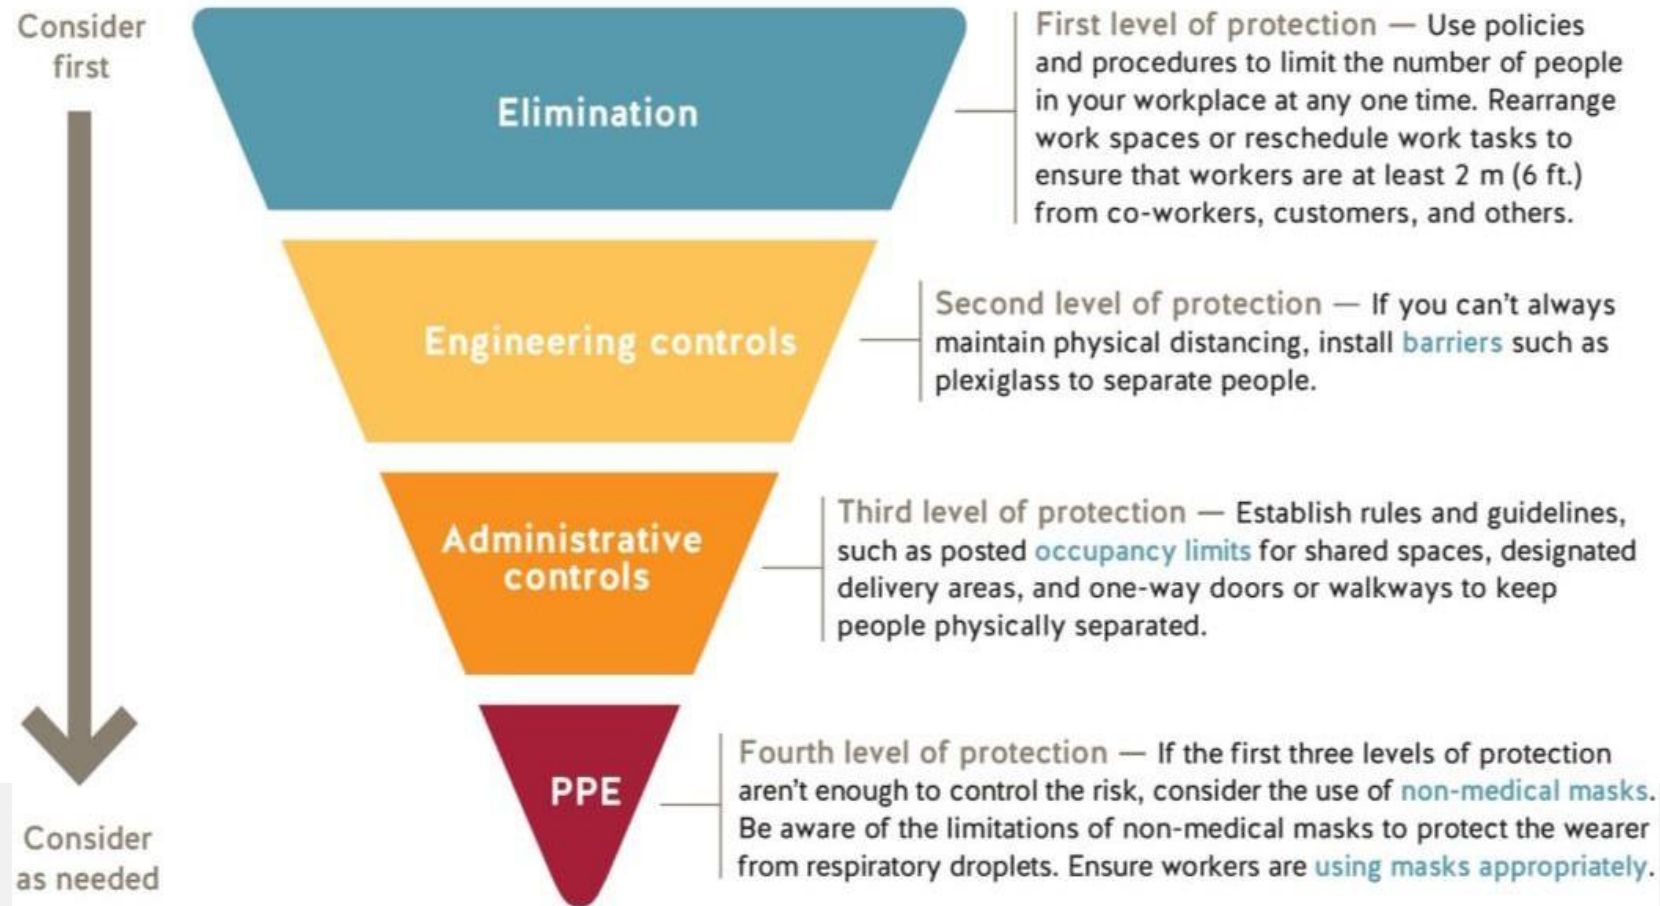 Consider
first
Elimination
First level of protection — Use policies
and procedures to limit the number of people
in your workplace at any one time. Rearrange
work spaces or reschedule work tasks to
ensure that workers are at least 2 m (6 ft.)
from co-workers, customers, and others.
Engineering controls
Second level of protection — If you can't always
maintain physical distancing, install barriers such as
plexiglass to separate people.
Administrative
controls
Third level of protection — Establish rules and guidelines,
such as posted occupancy limits for shared spaces, designated
delivery areas, and one-way doors or walkways to keep
people physically separated.
PPE
Fourth level of protection — If the first three levels of protection
aren't enough to control the risk, consider the use of non-medical masks.
Be aware of the limitations of non-medical masks to protect the wearer
from respiratory droplets. Ensure workers are using masks appropriately.
Consider
as needed